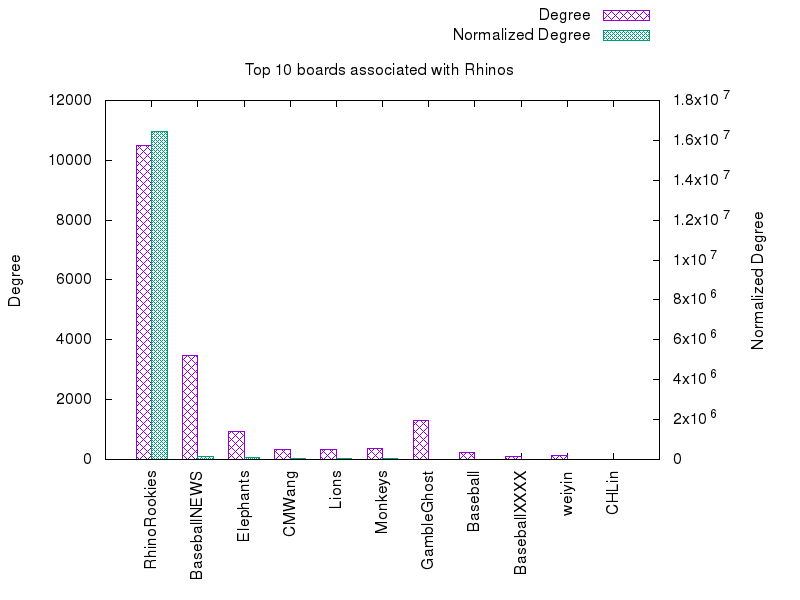 Degree
Normalized Degree
Top 10 boards associated with Rhinos
12000
10000
8000
6000
4000
2000
0
Degree
1.8x10^7
1.6x10^7
1.4x10^7
1.2x10^7
1x10^7
8x10^6
6x10^6
4x10^6
2x10^6
0
Normalized Degree
RhinoRookies
BaseballNEWS
Elephants
CMWang
Lions
Monkeys
GambleGhost
Baseball
BaseballXXXX
weiyin
CHLin